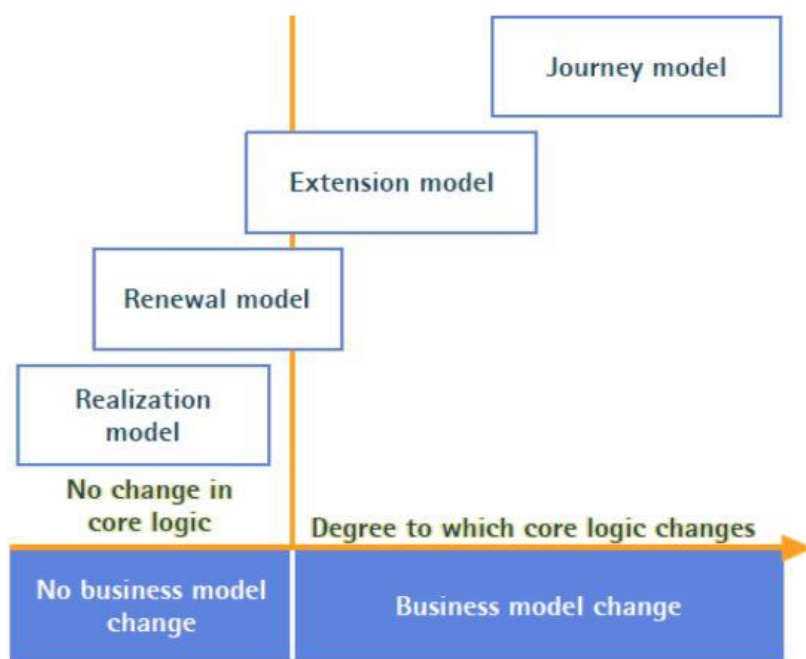 Journey model
Extension model
Renewal model
Realization
model
No change in
core logic
Degree to which core logic changes
No business model
change
Business model change